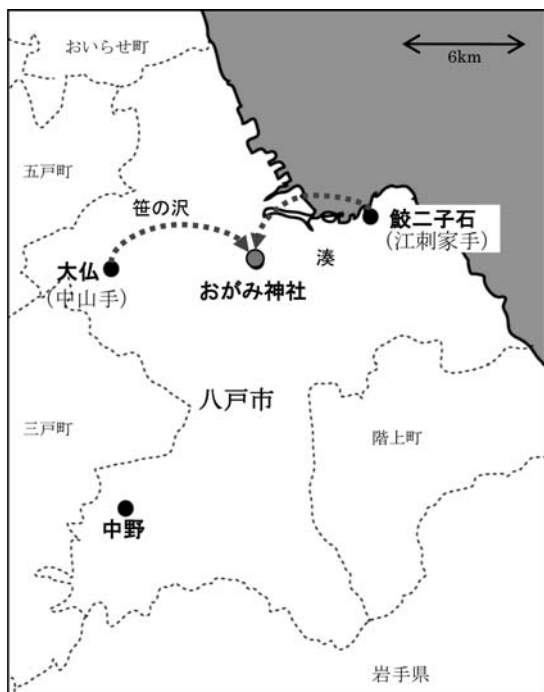 おいらせ町
6km
五戸町
笹の沢
鮫二子石
(江刺家手)
湊
大仏
(中山手)
おがみ神社
八戸市
三戸町
階上町
中野
岩手県